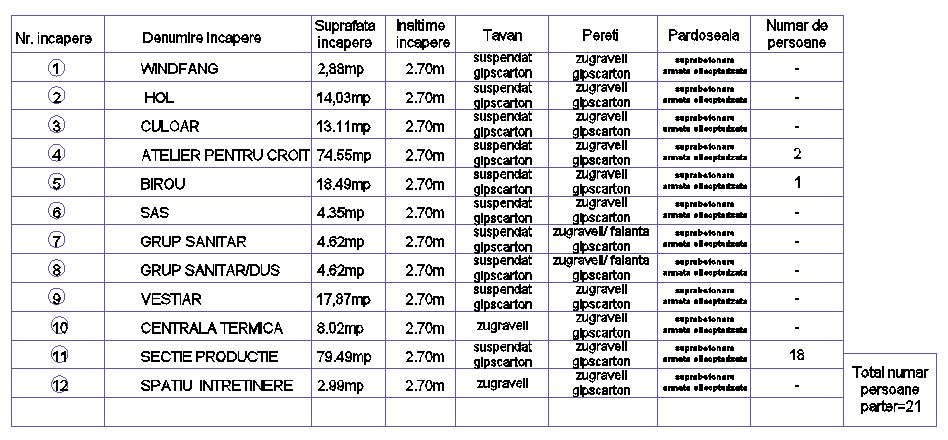 Nr. incapere Denumire incapere Suprafata incapere Inaltime incapere Tavan Pereti Pardoseala Numar de persoane
1 WINDFANG 2,88mp 2.70m suspendat gipscarton zugraveli gipscarton suprabetonare armata elicopterizata -
2 HOL 14,03mp 2.70m suspendat gipscarton zugraveli gipscarton suprabetonare armata elicopterizata -
3 CULOAR 13.11mp 2.70m suspendat gipscarton zugraveli gipscarton suprabetonare armata elicopterizata -
4 ATELIER PENTRU CROIT 74.55mp 2.70m suspendat gipscarton zugraveli gipscarton suprabetonare armata elicopterizata 2
5 BIROU 18.49mp 2.70m suspendat gipscarton zugraveli gipscarton suprabetonare armata elicopterizata 1
6 SAS 4.35mp 2.70m suspendat gipscarton zugraveli gipscarton suprabetonare armata elicopterizata -
7 GRUP SANITAR 4.62mp 2.70m suspendat gipscarton zugraveli/ faianta gipscarton suprabetonare armata elicopterizata -
8 GRUP SANITAR/DUS 4.62mp 2.70m suspendat gipscarton zugraveli/ faianta gipscarton suprabetonare armata elicopterizata -
9 VESTIAR 17,87mp 2.70m suspendat gipscarton zugraveli gipscarton suprabetonare armata elicopterizata -
10 CENTRALA TERMICA 8.02mp 2.70m zugraveli zugraveli gipscarton suprabetonare armata elicopterizata -
11 SECTIE PRODUCTIE 79.49mp 2.70m suspendat gipscarton zugraveli gipscarton suprabetonare armata elicopterizata 18
12 SPATIU INTRETINERE 2.99mp 2.70m zugraveli zugraveli gipscarton suprabetonare armata elicopterizata -
Total numar
persoane
parter=21